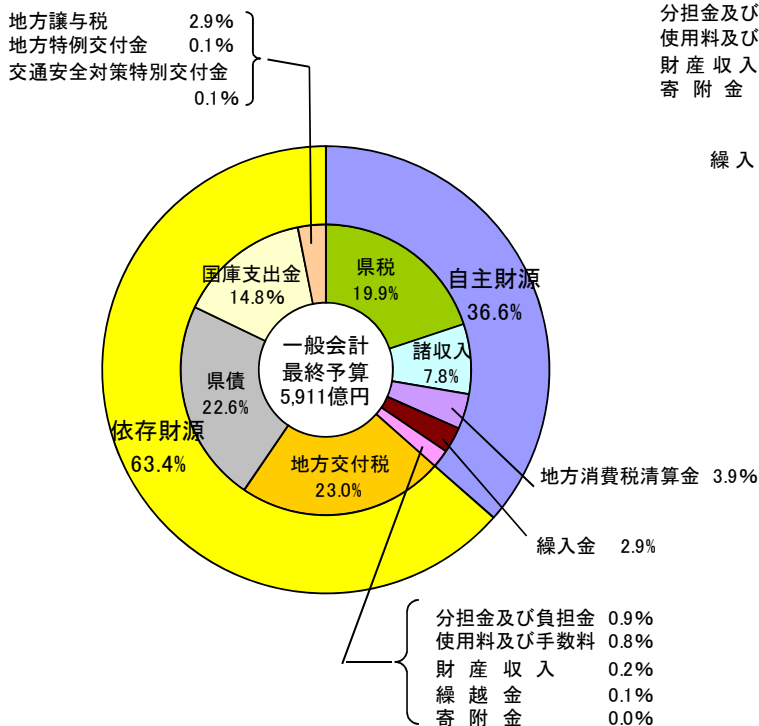 地方譲与税 2.9%
地方特例交付金 0.1%
交通安全対策特別交付金
0.1%
分担金及び
使用料及び
財産収入
寄附金
繰入
国庫支出金
14.8%
県税
19.9%
自主財源
36.6%
諸収入
7.8%
一般会計
最終予算
5,911億円
県債
22.6%
依存財源
63.4%
地方交付税
23.0%
地方消費税清算金 3.9%
繰入金 2.9%
分担金及び負担金 0.9%
使用料及び手数料 0.8%
財産収入 0.2%
繰越金 0.1%
寄附金 0.0%